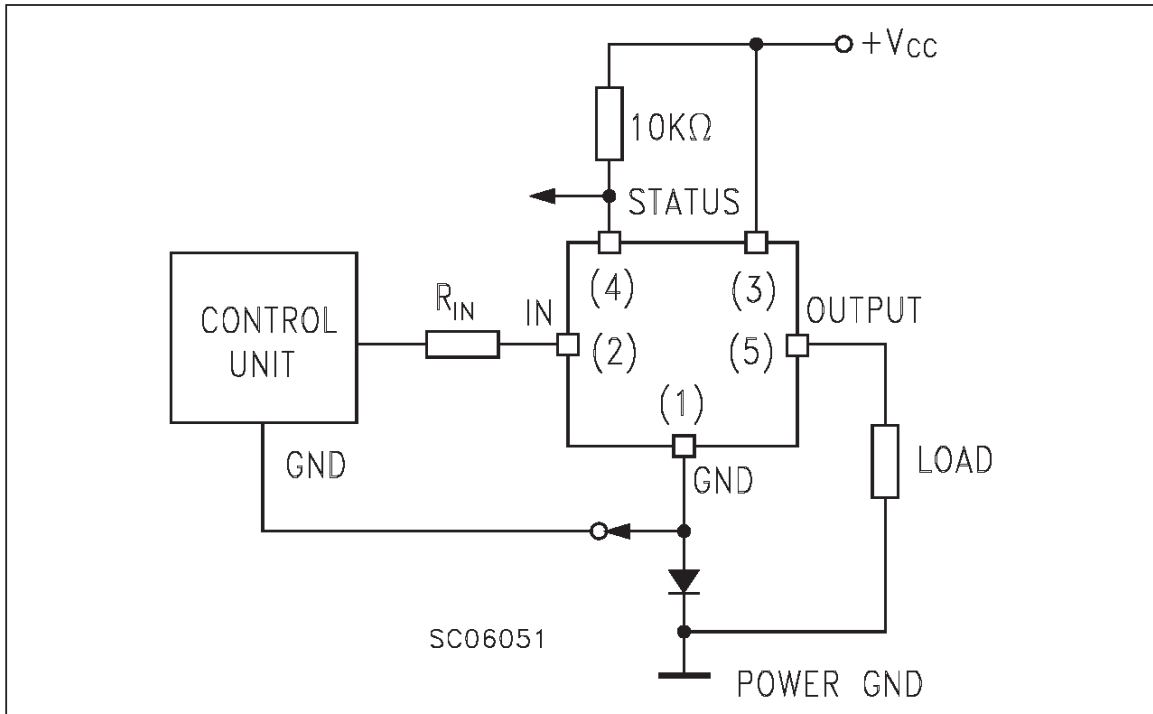 +VCC
10KΩ
STATUS
(4)
(3)
CONTROL
UNIT
RIN
IN
(2)
OUTPUT
(5)
(1)
GND
GND
LOAD
SC06051
POWER GND